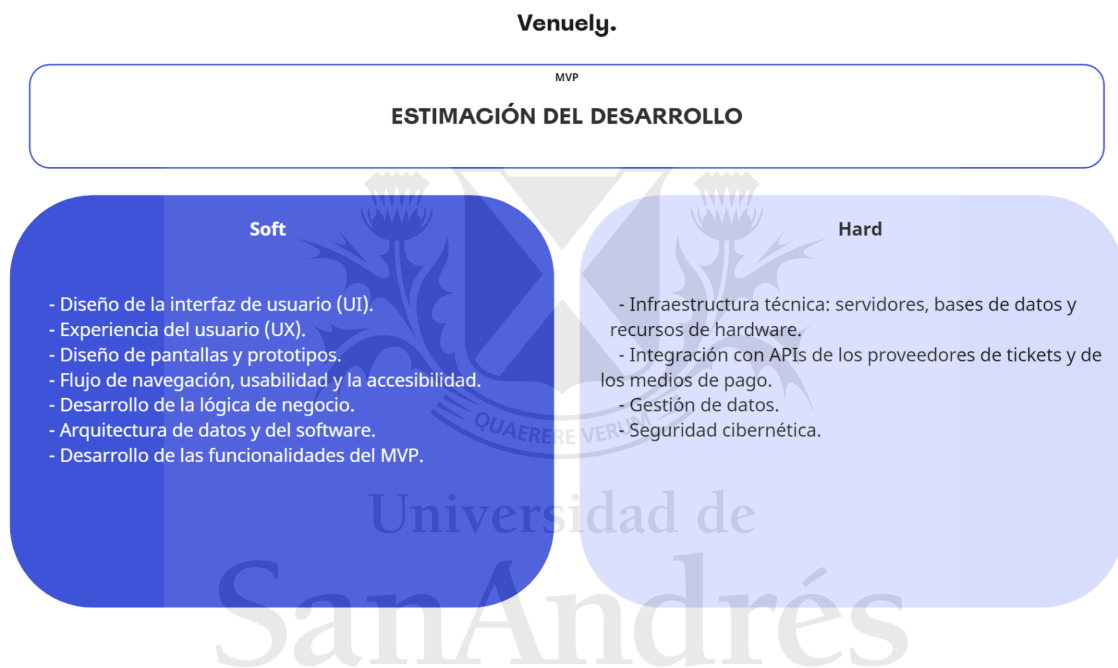 Venuely.
MVP
ESTIMACIÓN DEL DESARROLLO
Soft
- Diseño de la interfaz de usuario (UI).
- Experiencia del usuario (UX).
- Diseño de pantallas y prototipos.
- Flujo de navegación, usabilidad y la accesibilidad.
- Desarrollo de la lógica de negocio.
- Arquitectura de datos y del software.
- Desarrollo de las funcionalidades del MVP.
Hard
- Infraestructura técnica: servidores, bases de datos y
recursos de hardware.
- Integración con APIs de los proveedores de tickets y de
los medios de pago.
- Gestión de datos.
- Seguridad cibernética.
QUAERERE VERUM
Universidad de
SanAndrés